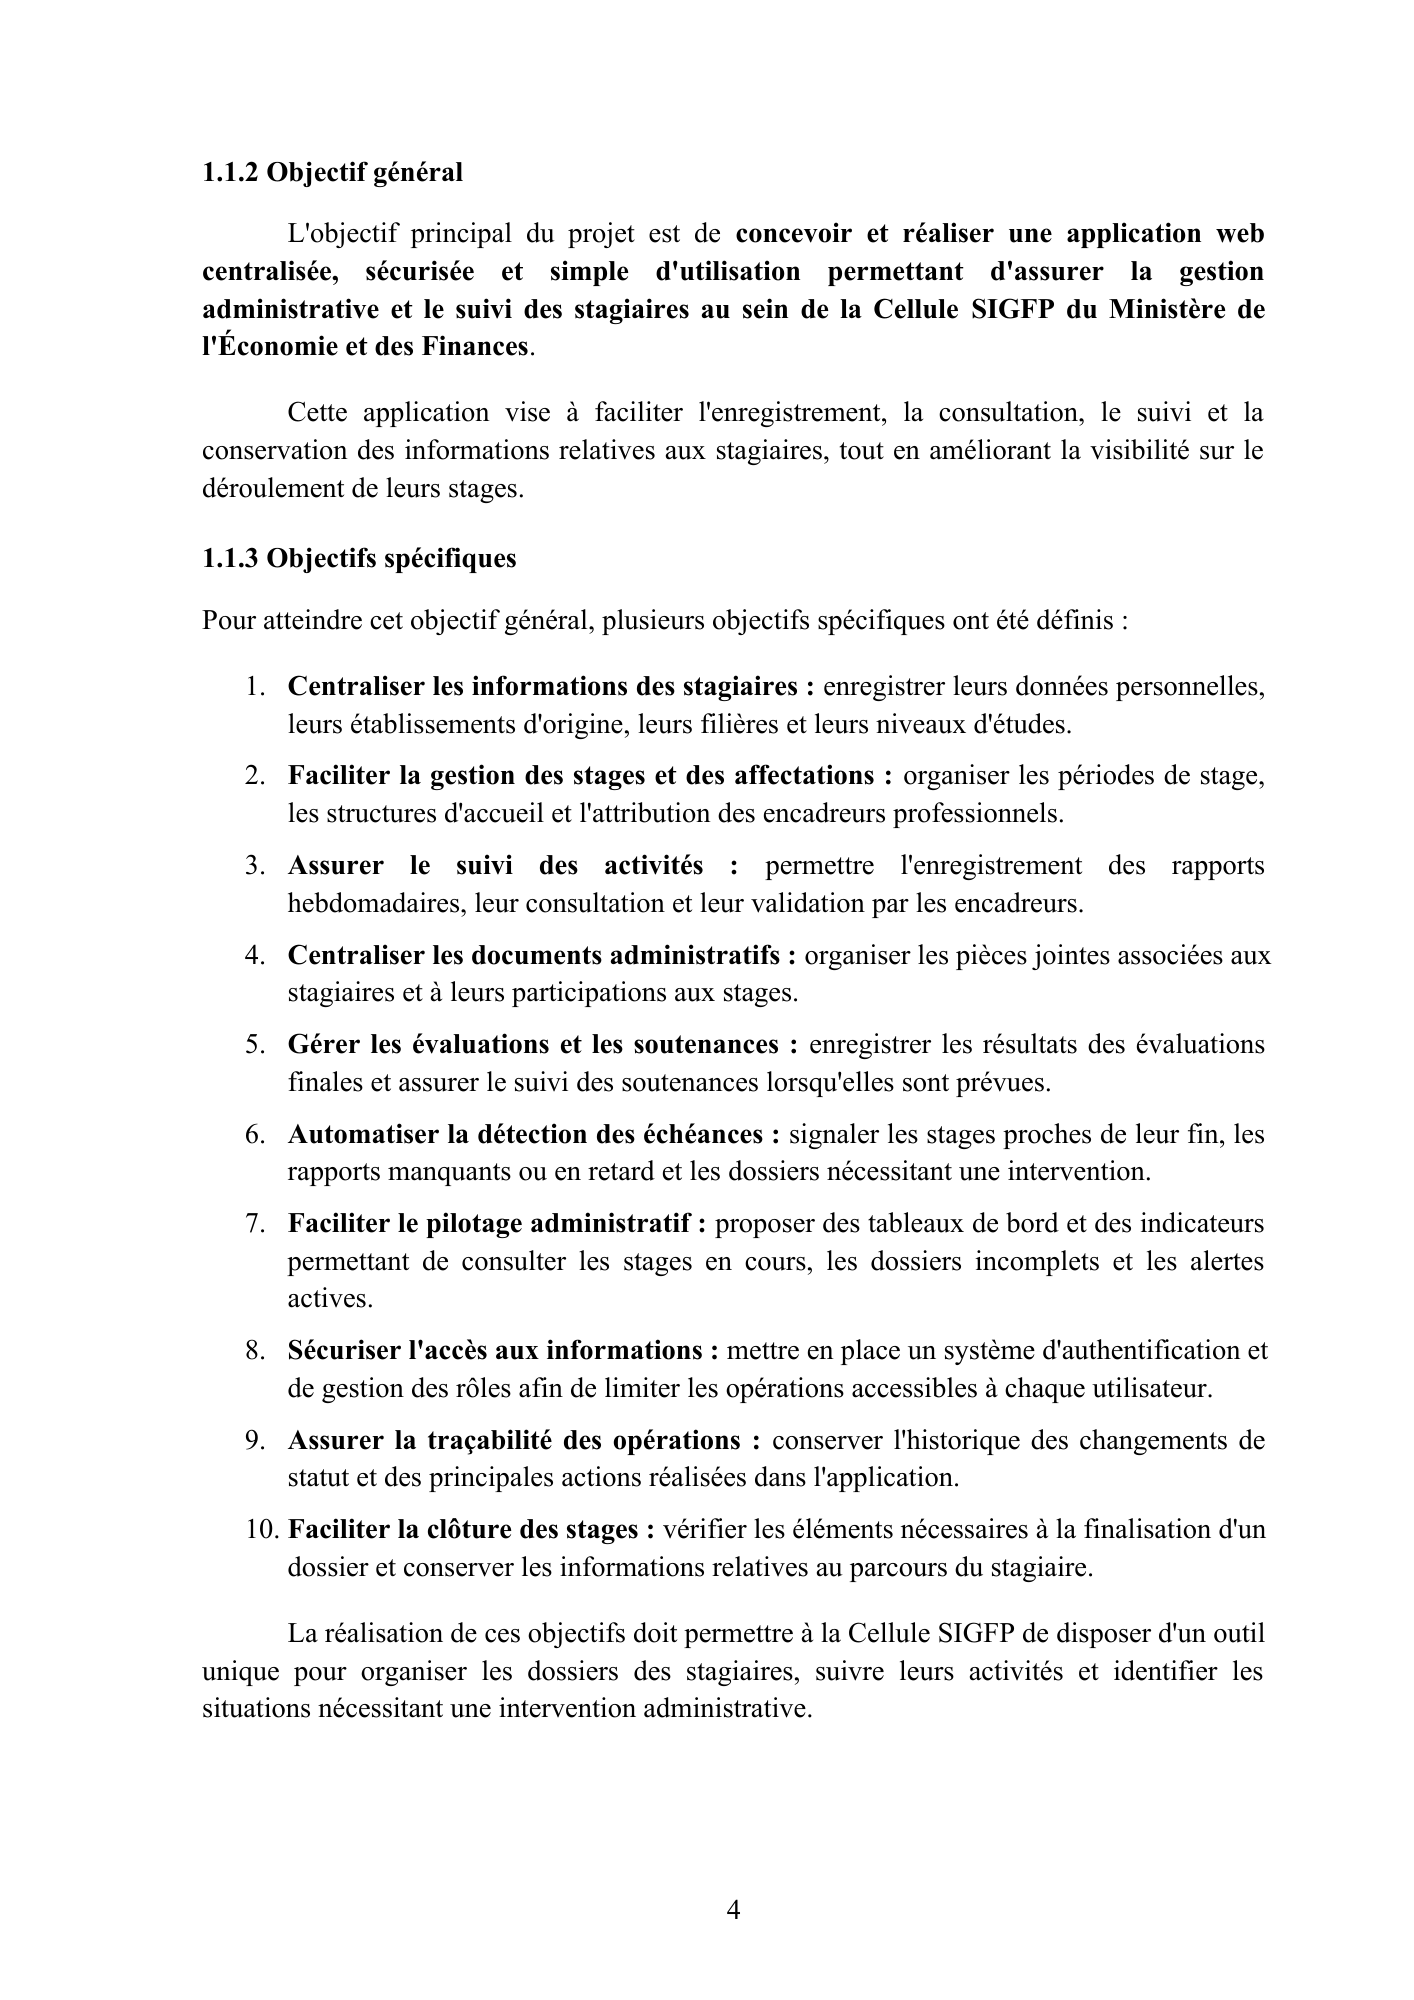 1.1.2 Objectif général
L'objectif principal du projet est de concevoir et réaliser une application web
centralisée, sécurisée et simple d'utilisation permettant d'assurer la gestion
administrative et le suivi des stagiaires au sein de la Cellule SIGFP du Ministère de
l'Économie et des Finances.
Cette application vise à faciliter l'enregistrement, la consultation, le suivi et la
conservation des informations relatives aux stagiaires, tout en améliorant la visibilité sur le
déroulement de leurs stages.
1.1.3 Objectifs spécifiques
Pour atteindre cet objectif général, plusieurs objectifs spécifiques ont été définis :
1. Centraliser les informations des stagiaires : enregistrer leurs données personnelles,
leurs établissements d'origine, leurs filières et leurs niveaux d'études.
2. Faciliter la gestion des stages et des affectations : organiser les périodes de stage,
les structures d'accueil et l'attribution des encadreurs professionnels.
3. Assurer le suivi des activités : permettre l'enregistrement des rapports
hebdomadaires, leur consultation et leur validation par les encadreurs.
4. Centraliser les documents administratifs : organiser les pièces jointes associées aux
stagiaires et à leurs participations aux stages.
5. Gérer les évaluations et les soutenances : enregistrer les résultats des évaluations
finales et assurer le suivi des soutenances lorsqu'elles sont prévues.
6. Automatiser la détection des échéances : signaler les stages proches de leur fin, les
rapports manquants ou en retard et les dossiers nécessitant une intervention.
7. Faciliter le pilotage administratif : proposer des tableaux de bord et des indicateurs
permettant de consulter les stages en cours, les dossiers incomplets et les alertes
actives.
8. Sécuriser l'accès aux informations : mettre en place un système d'authentification et
de gestion des rôles afin de limiter les opérations accessibles à chaque utilisateur.
9. Assurer la traçabilité des opérations : conserver l'historique des changements de
statut et des principales actions réalisées dans l'application.
10. Faciliter la clôture des stages : vérifier les éléments nécessaires à la finalisation d'un
dossier et conserver les informations relatives au parcours du stagiaire.
La réalisation de ces objectifs doit permettre à la Cellule SIGFP de disposer d'un outil
unique pour organiser les dossiers des stagiaires, suivre leurs activités et identifier les
situations nécessitant une intervention administrative.
4